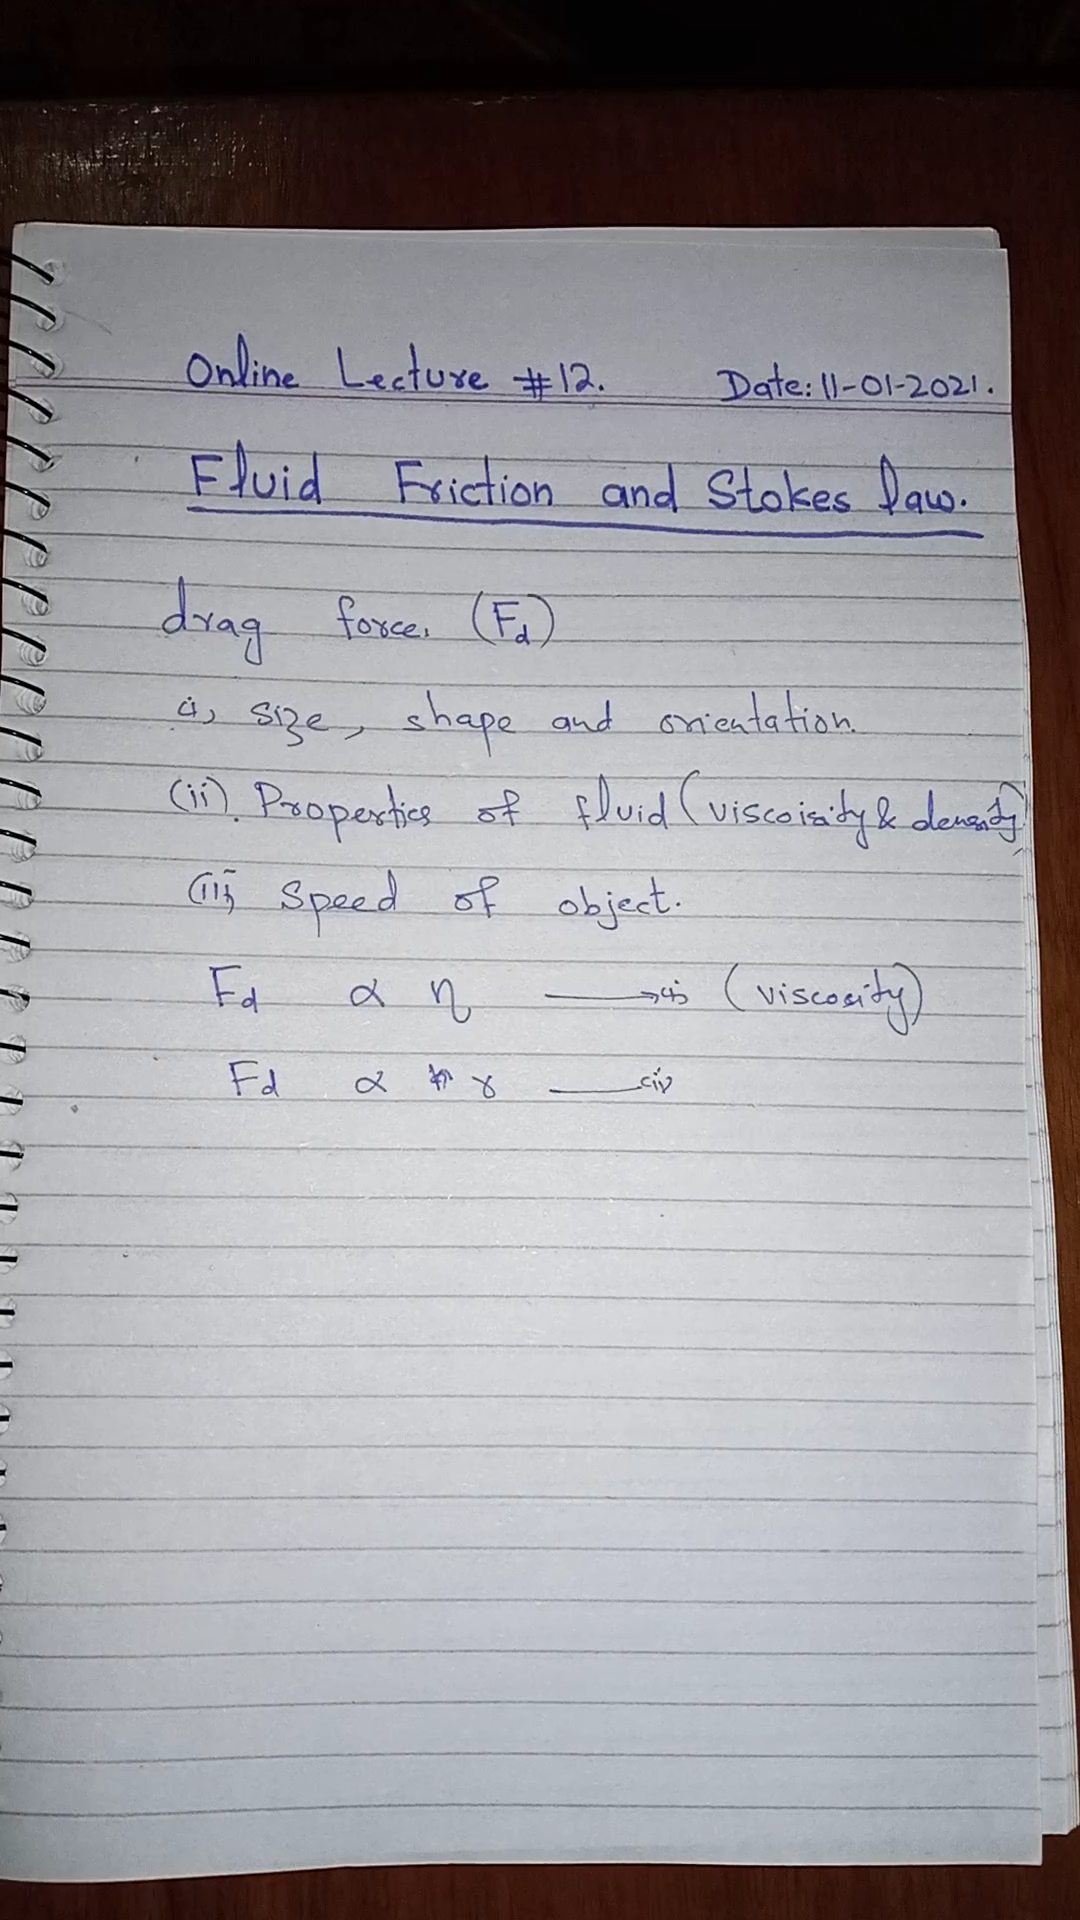 Online Lecture #12. Date: 11-01-2021.
Fluid Friction and Stokes law.
drag force. (Fd)
(i) size, shape and orientation.
(ii). Properties of fluid (viscoisity & density)
(iii) Speed of object.
Fd ∝ η ⟶(i) (viscosity)
Fd ∝ r —(ii)